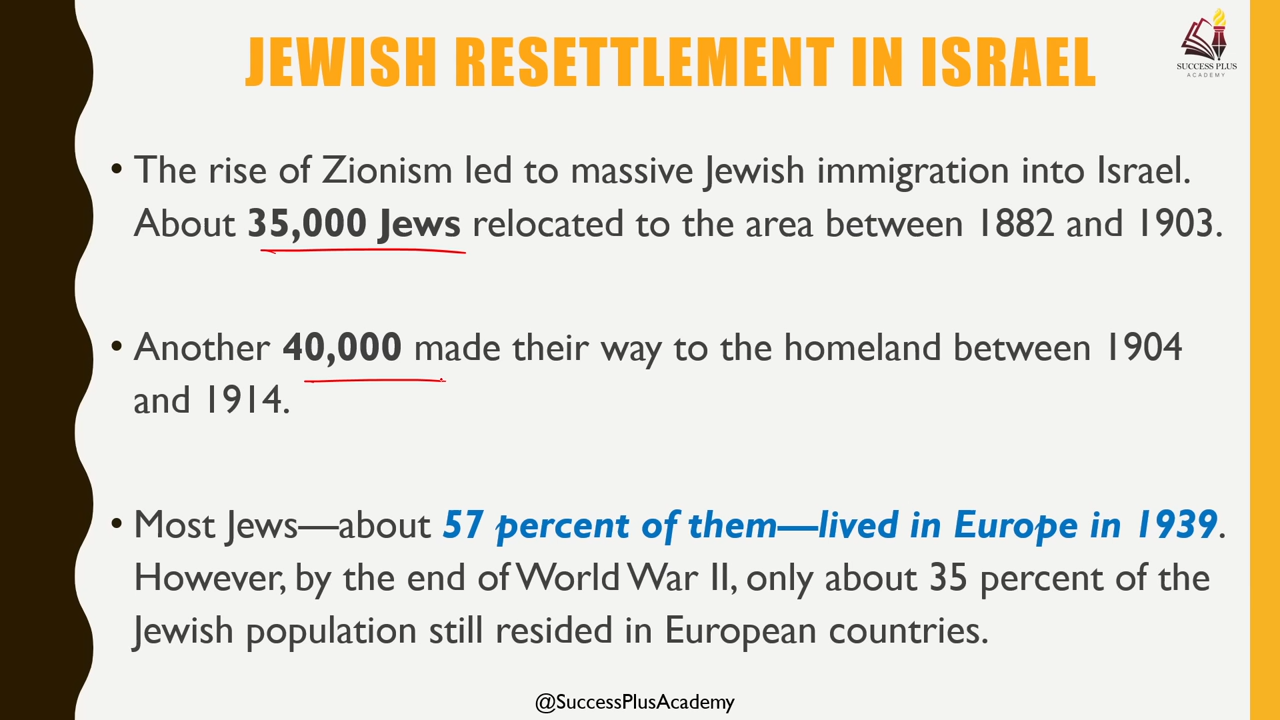 JEWISH RESETTLEMENT IN ISRAEL
SUCCESS PLUS
ACADEMY
• The rise of Zionism led to massive Jewish immigration into Israel.
About 35,000 Jews relocated to the area between 1882 and 1903.
• Another 40,000 made their way to the homeland between 1904
and 1914.
• Most Jews—about 57 percent of them—lived in Europe in 1939.
However, by the end of World War II, only about 35 percent of the
Jewish population still resided in European countries.
@SuccessPlusAcademy